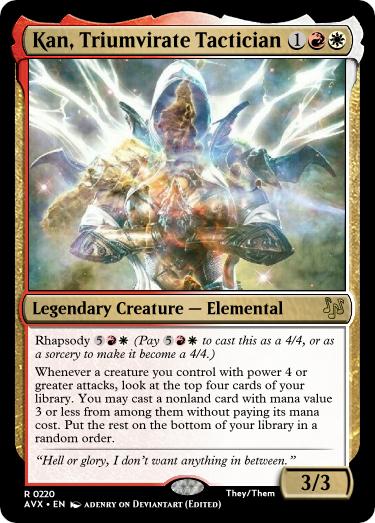 Kan, Triumvirate Tactician 1
Legendary Creature — Elemental
Rhapsody 5 (Pay 5 to cast this as a 4/4, or as
a sorcery to make it become a 4/4.)
Whenever a creature you control with power 4 or
greater attacks, look at the top four cards of your
library. You may cast a nonland card with mana value
3 or less from among them without paying its mana
cost. Put the rest on the bottom of your library in a
random order.
“Hell or glory, I don’t want anything in between.”
3/3
R 0220
They/Them
AVX • EN ADENRY ON DEVIANTART (EDITED)